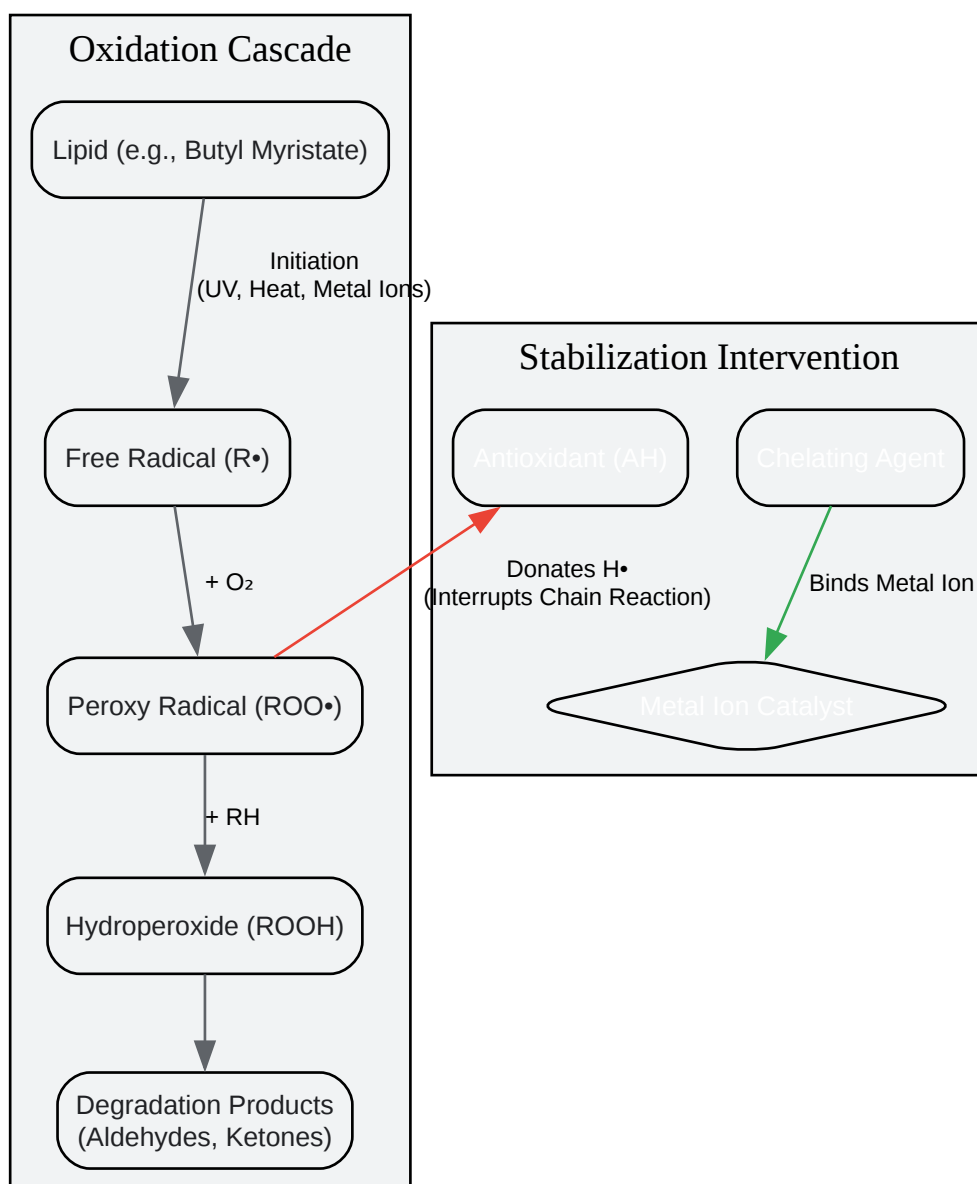 Oxidation Cascade
Lipid (e.g., Butyl Myristate)
Initiation
(UV, Heat, Metal Ions)
Free Radical (R•)
+ O₂
Peroxy Radical (ROO•)
+ RH
Hydroperoxide (ROOH)
Degradation Products
(Aldehydes, Ketones)
Stabilization Intervention
Antioxidant (AH)
Chelating Agent
Donates H•
(Interrupts Chain Reaction)
Binds Metal Ion
Metal Ion Catalyst